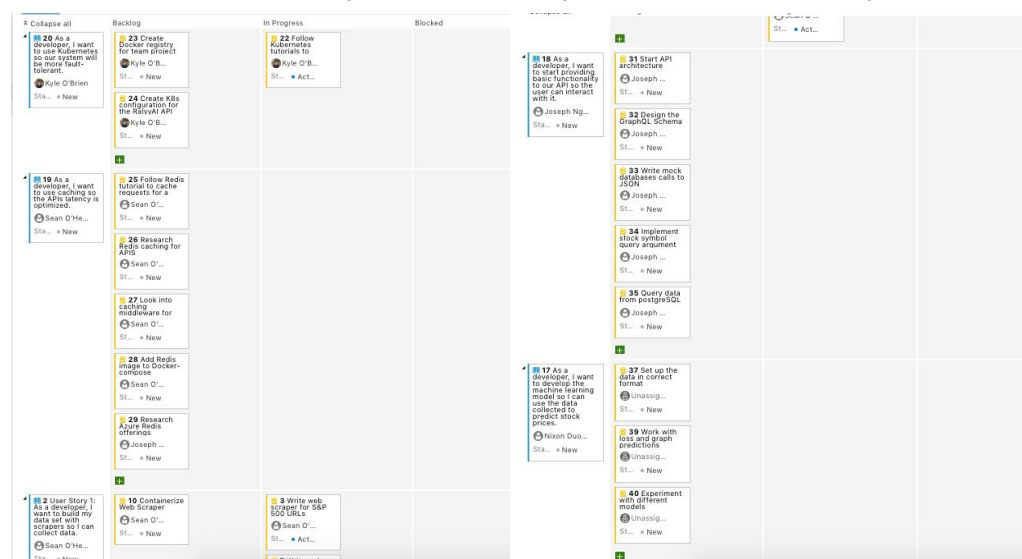 Collapse all
Backlog
In Progress
Blocked
20 As a
developer, I want
to use Kubernetes
so our system will
be more fault-
tolerant.
Kyle O'Brien
Sta... New
23 Create
Docker registry
for team project
Kyle O'B...
St... New
24 Create K8s
configuration for
the RalyyAI API
Kyle O'B...
St... New
22 Follow
Kubernetes
tutorials to
Kyle O'B...
St... Act...
19 As a
developer, I want
to use caching so
the APIs latency is
optimized.
Sean O'He...
Sta... New
25 Follow Redis
tutorial to cache
requests for a
Sean O'...
St... New
26 Research
Redis caching for
APIS
Sean O'...
St... New
27 Look into
caching
middleware for
Sean O'...
St... New
28 Add Redis
image to Docker-
compose
Sean O'...
St... New
29 Research
Azure Redis
offerings
Joseph ...
St... New
2 User Story 1:
As a developer, I
want to build my
data set with
scrapers so I can
collect data.
Sean O'He...
10 Containerize
Web Scraper
Sean O'...
St... New
3 Write web
scraper for S&P
500 URLs
Sean O'...
St... Act...
St... Act...
18 As a
developer, I want
to start providing
basic functionality
to our API so the
user can interact
with it.
Joseph Ng...
Sta... New
31 Start API
architecture
Joseph ...
St... New
32 Design the
GraphQL Schema
Joseph ...
St... New
33 Write mock
databases calls to
JSON
Joseph ...
St... New
34 Implement
stock symbol
query argument
Joseph ...
St... New
35 Query data
from postgreSQL
Joseph ...
St... New
17 As a
developer, I want
to develop the
machine learning
model so I can
use the data
collected to
predict stock
prices.
Nixon Duo...
Sta... New
37 Set up the
data in correct
format
Unassig...
St... New
39 Work with
loss and graph
predictions
Unassig...
St... New
40 Experiment
with different
models
Unassig...
St... New